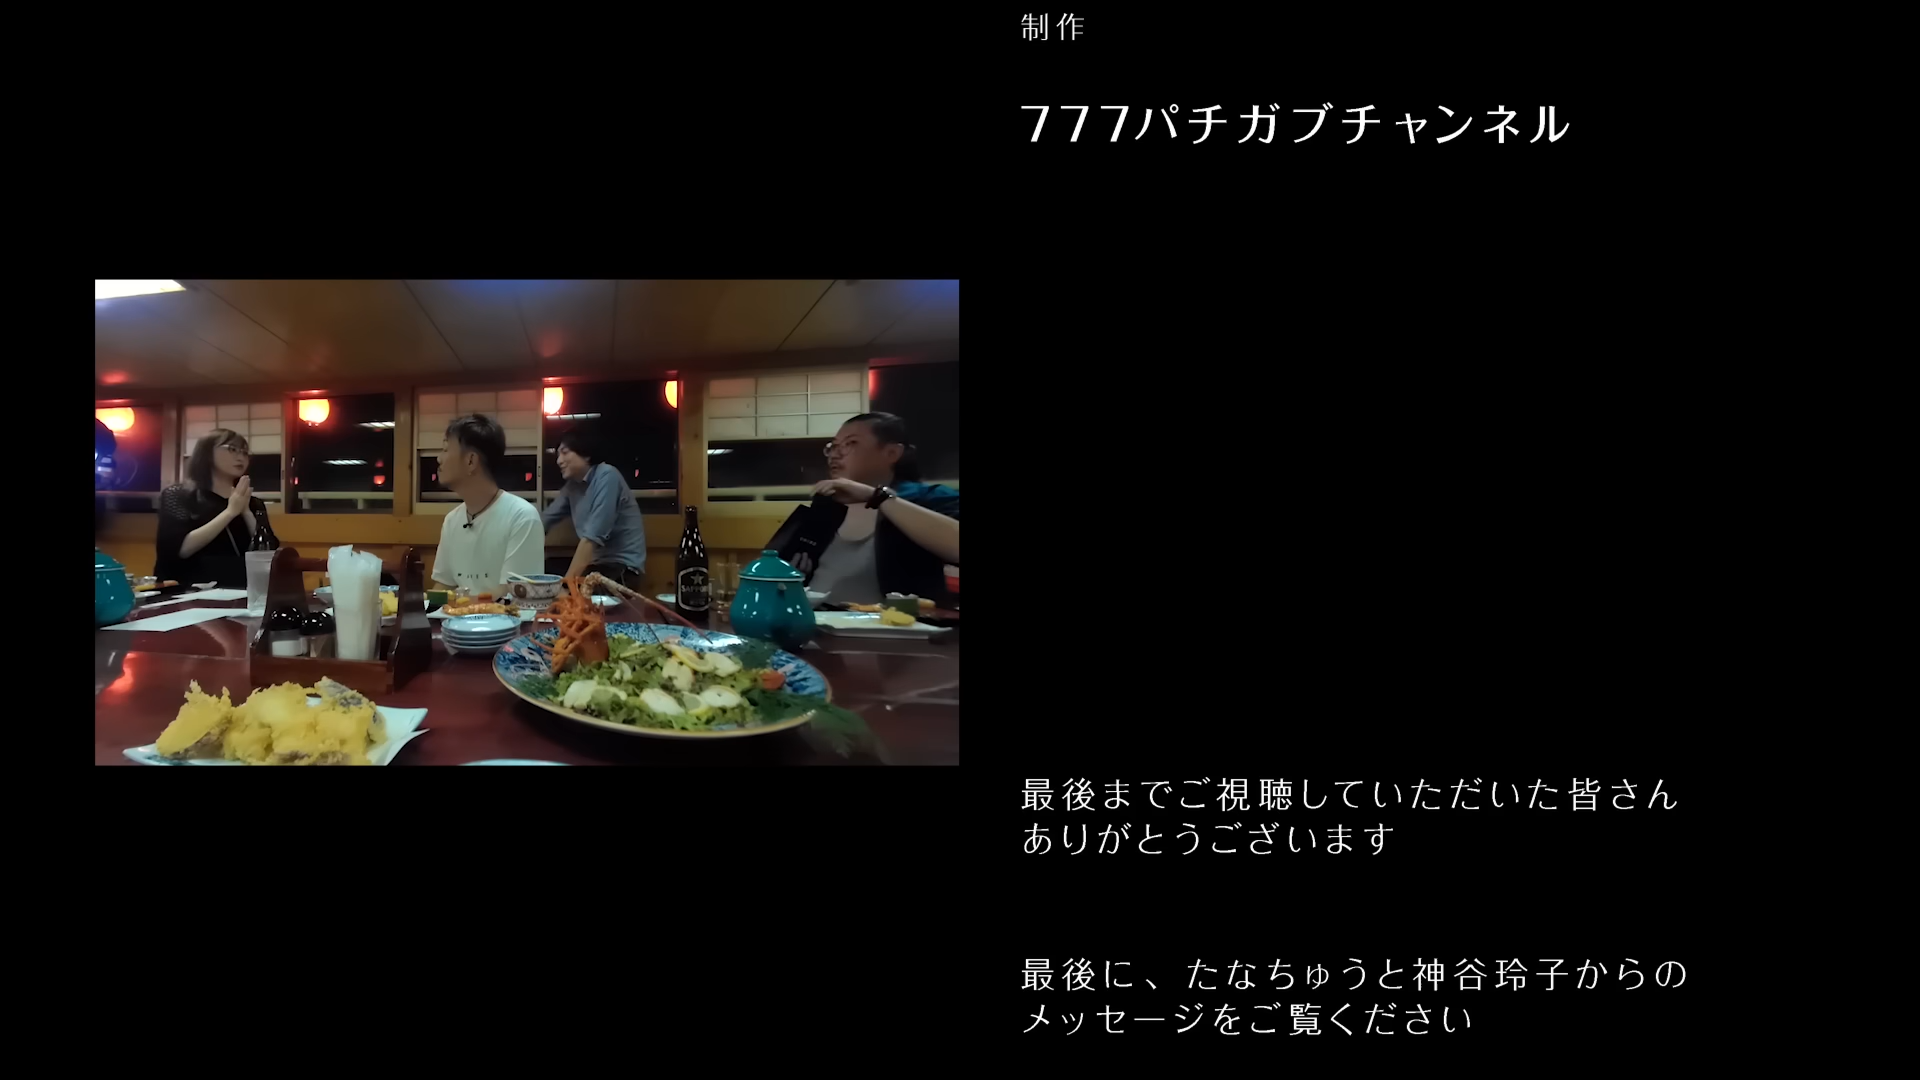 制作
777パチガブチャンネル
最後までご視聴していただいた皆さん
ありがとうございます
最後に、たなちゅうと神谷玲子からの
メッセージをご覧ください